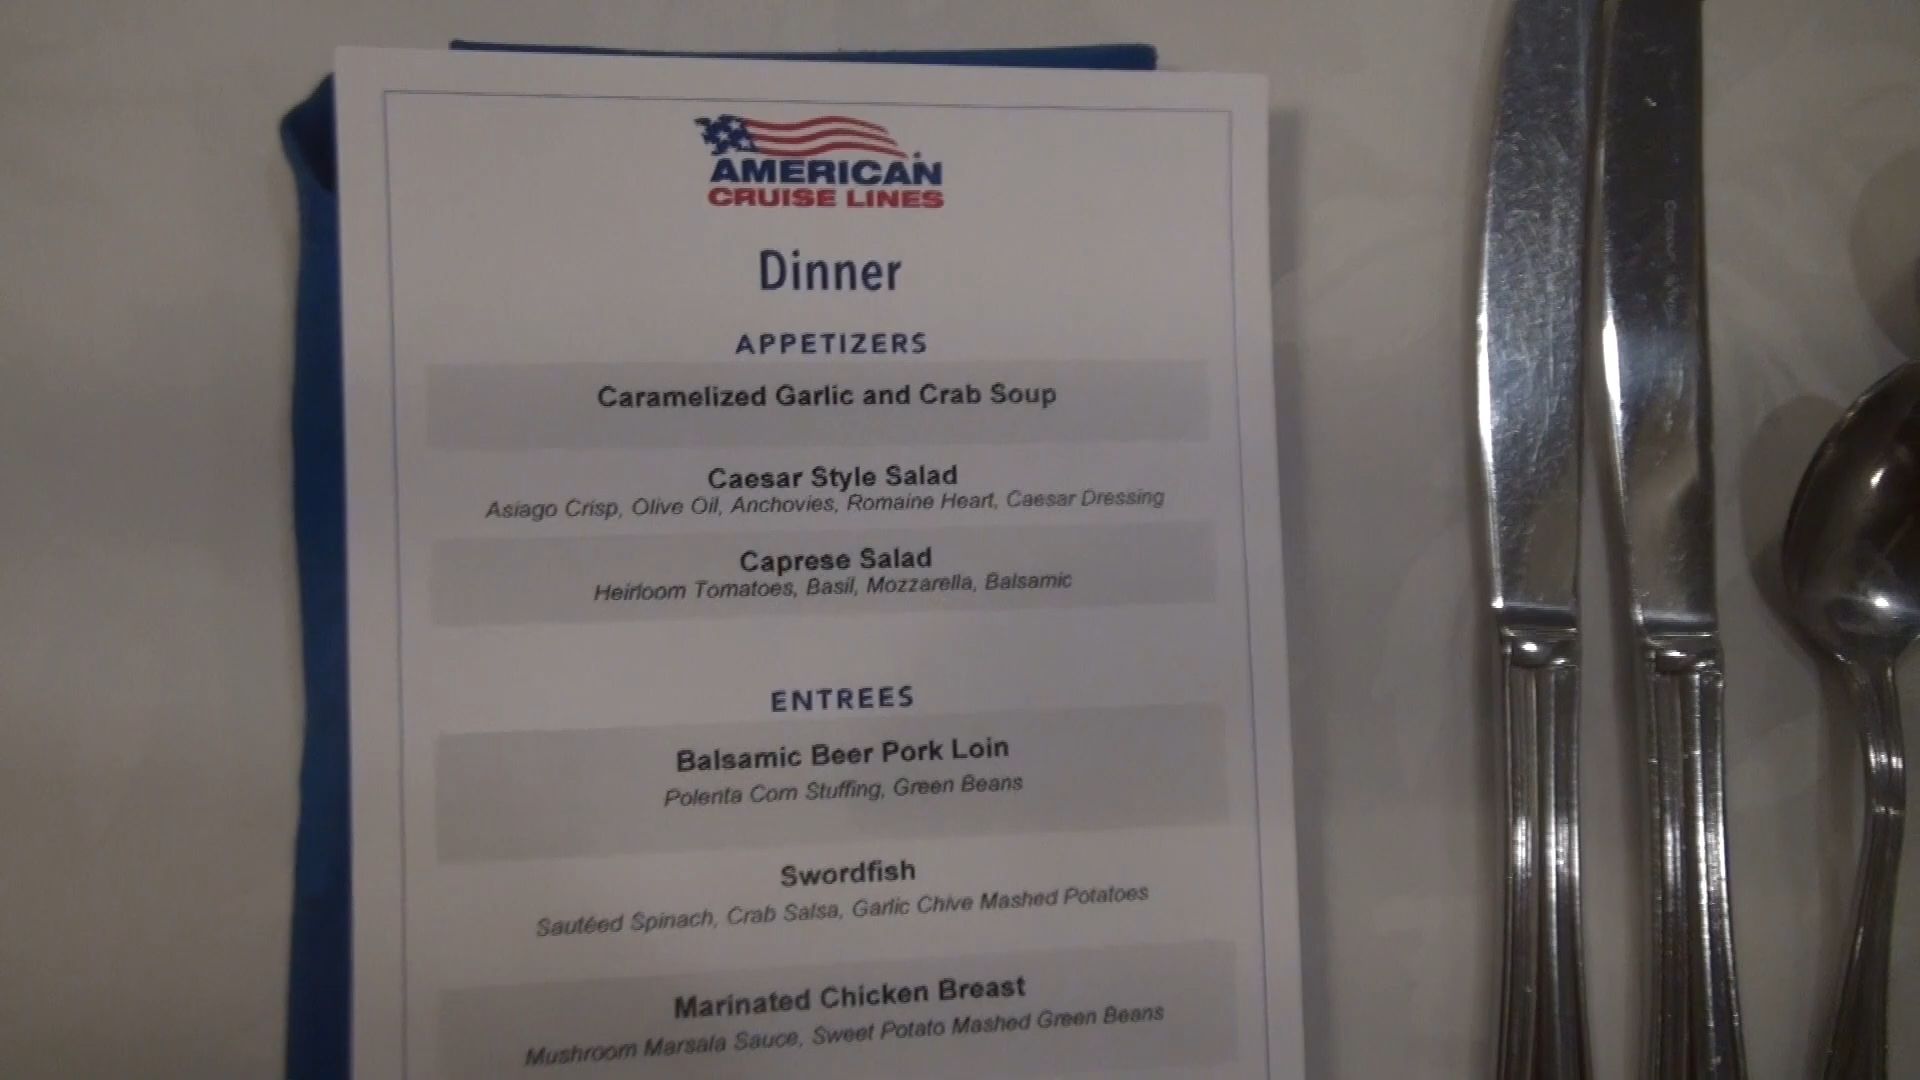 AMERICAN
CRUISE LINES
Dinner
APPETIZERS
Caramelized Garlic and Crab Soup
Caesar Style Salad
Asiago Crisp, Olive Oil, Anchovies, Romaine Heart, Caesar Dressing
Caprese Salad
Heirloom Tomatoes, Basil, Mozzarella, Balsamic
ENTREES
Balsamic Beer Pork Loin
Polenta Corn Stuffing, Green Beans
Swordfish
Sautéed Spinach, Crab Salsa, Garlic Chive Mashed Potatoes
Marinated Chicken Breast
Mushroom Marsala Sauce, Sweet Potato Mashed Green Beans